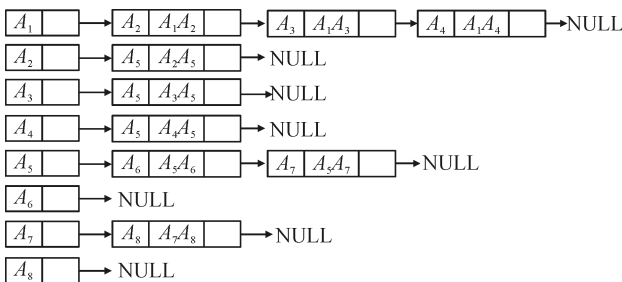 A₁ A₂ A₁A₂ A₃ A₁A₃ A₄ A₁A₄ NULL
A₂ A₅ A₂A₅ NULL
A₃ A₅ A₃A₅ NULL
A₄ A₅ A₄A₅ NULL
A₅ A₆ A₅A₆ A₇ A₅A₇ NULL
A₆ NULL
A₇ A₈ A₇A₈ NULL
A₈ NULL